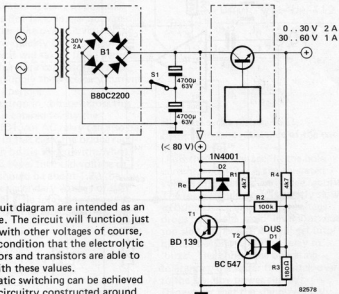 30V
2A
B1
B80C2200
S1
4700µ
63V
4700µ
63V
0 . . 30 V 2 A
30 . . 60 V 1 A
(< 80 V)
1N4001
D2
Re
R1
4k7
R4
4k7
R2
100k
T1
BD 139
T2
BC 547
DUS
D1
R3
180Ω
82578
uit diagram are intended as an
e. The circuit will function just
with other voltages of course,
condition that the electrolytic
ors and transistors are able to
ith these values.
atic switching can be achieved
circuitry constructed around